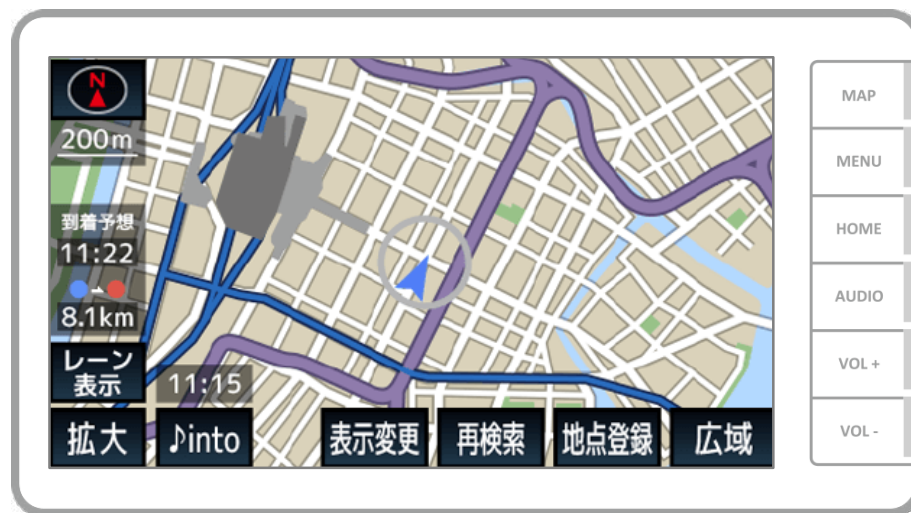 N
200m
到着予想
11:22
8.1km
レーン
表示
11:15
拡大
♪into
表示変更
再検索
地点登録
広域
MAP
MENU
HOME
AUDIO
VOL +
VOL -